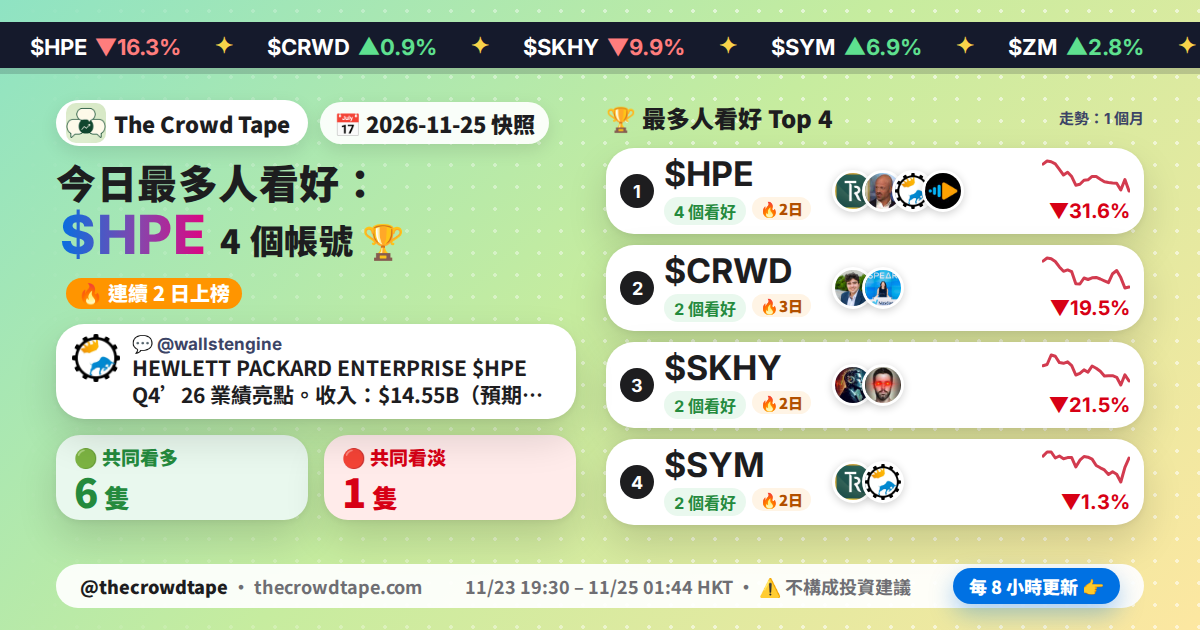 $HPE ▼16.3% ✦ $CRWD ▲0.9% ✦ $SKHY ▼9.9% ✦ $SYM ▲6.9% ✦ $ZM ▲2.8% ✦
The Crowd Tape
2026-11-25 快照
今日最多人看好：
$HPE 4 個帳號
連續 2 日上榜
@wallstengine
HEWLETT PACKARD ENTERPRISE $HPE
Q4’26 業績亮點。收入：$14.55B（預期…
共同看多
6 隻
共同看淡
1 隻
最多人看好 Top 4
走勢：1 個月
1
$HPE
4 個看好
🔥2日
TR
▼31.6%
2
$CRWD
2 個看好
🔥3日
▼19.5%
3
$SKHY
2 個看好
🔥2日
▼21.5%
4
$SYM
2 個看好
🔥2日
TR
▼1.3%
@thecrowdtape • thecrowdtape.com
11/23 19:30 – 11/25 01:44 HKT • ⚠️ 不構成投資建議
每 8 小時更新 👉